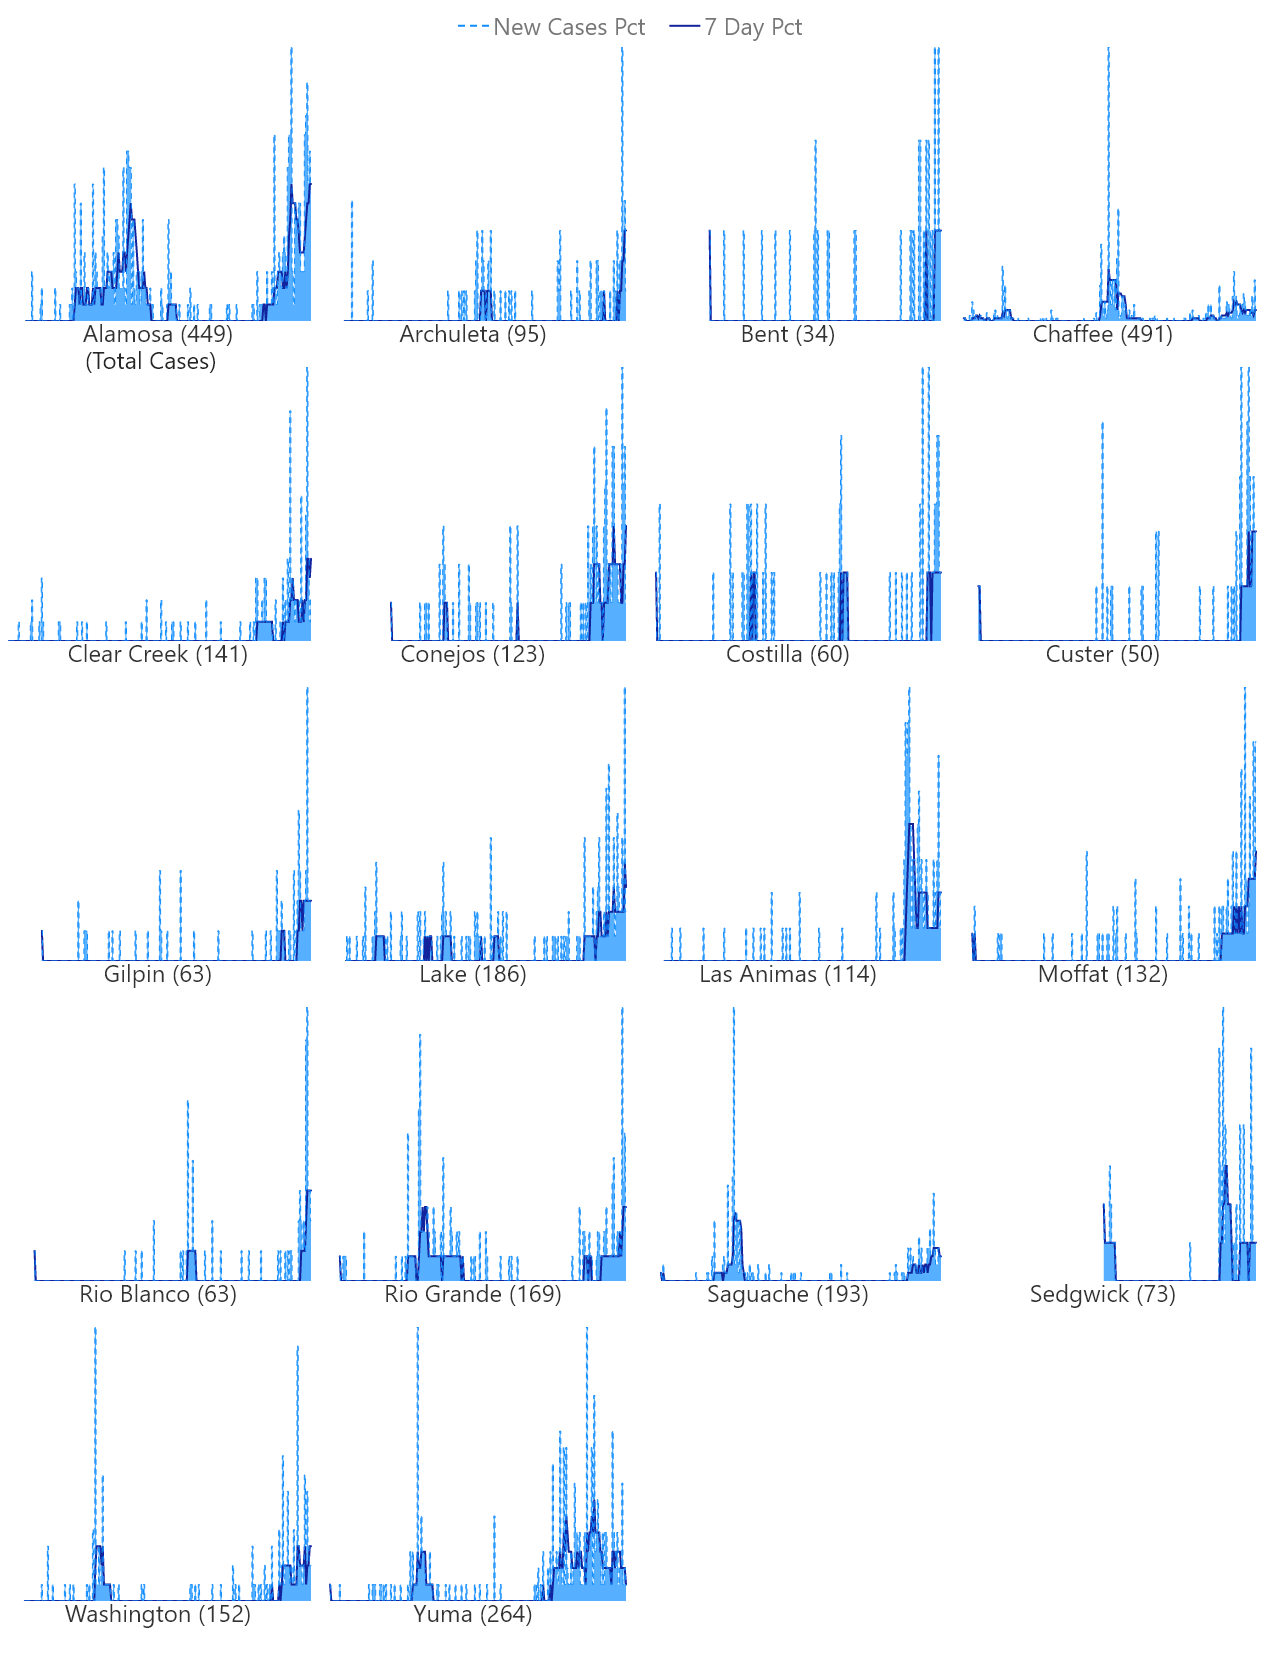 New Cases Pct 7 Day Pct
Alamosa (449) Archuleta (95) Bent (34) Chaffee (491)
(Total Cases)
Clear Creek (141) Conejos (123) Costilla (60) Custer (50)
Gilpin (63) Lake (186) Las Animas (114) Moffat (132)
Rio Blanco (63) Rio Grande (169) Saguache (193) Sedgwick (73)
Washington (152) Yuma (264)